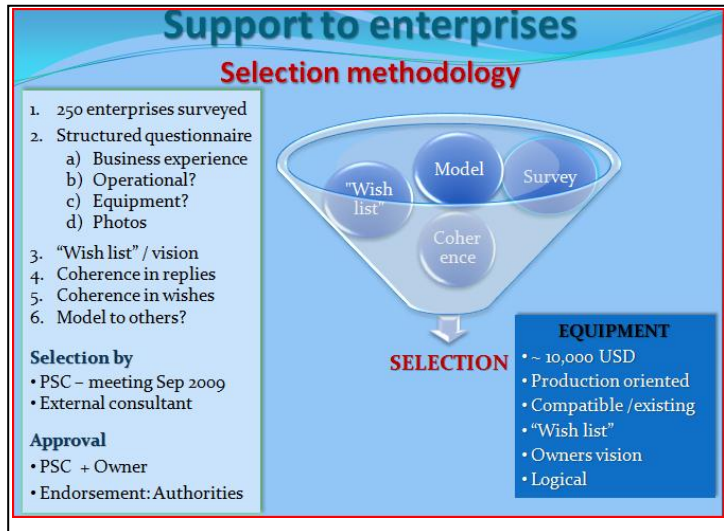 Support to enterprises
Selection methodology
1. 250 enterprises surveyed
2. Structured questionnaire
a) Business experience
b) Operational?
c) Equipment?
d) Photos
3. “Wish list” / vision
4. Coherence in replies
5. Coherence in wishes
6. Model to others?
Selection by
• PSC – meeting Sep 2009
• External consultant
Approval
• PSC + Owner
• Endorsement: Authorities
"Wish
list"
Model
Survey
Coher
ence
SELECTION
EQUIPMENT
• ~ 10,000 USD
• Production oriented
• Compatible /existing
• “Wish list”
• Owners vision
• Logical